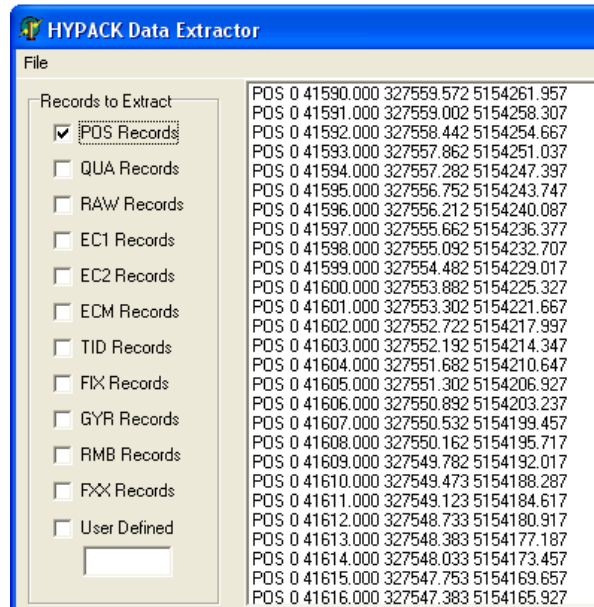 HYPACK Data Extractor
File
Records to Extract
POS Records
QUA Records
RAW Records
EC1 Records
EC2 Records
ECM Records
TID Records
FIX Records
GYR Records
RMB Records
FXX Records
User Defined
POS 0 41590.000 327559.572 5154261.957
POS 0 41591.000 327559.002 5154258.307
POS 0 41592.000 327558.442 5154254.667
POS 0 41593.000 327557.862 5154251.037
POS 0 41594.000 327557.282 5154247.397
POS 0 41595.000 327556.752 5154243.747
POS 0 41596.000 327556.212 5154240.087
POS 0 41597.000 327555.662 5154236.377
POS 0 41598.000 327555.092 5154232.707
POS 0 41599.000 327554.482 5154229.017
POS 0 41600.000 327553.882 5154225.327
POS 0 41601.000 327553.302 5154221.667
POS 0 41602.000 327552.722 5154217.997
POS 0 41603.000 327552.192 5154214.347
POS 0 41604.000 327551.682 5154210.647
POS 0 41605.000 327551.302 5154206.927
POS 0 41606.000 327550.892 5154203.237
POS 0 41607.000 327550.532 5154199.457
POS 0 41608.000 327550.162 5154195.717
POS 0 41609.000 327549.782 5154192.017
POS 0 41610.000 327549.473 5154188.287
POS 0 41611.000 327549.123 5154184.617
POS 0 41612.000 327548.733 5154180.917
POS 0 41613.000 327548.383 5154177.187
POS 0 41614.000 327548.033 5154173.457
POS 0 41615.000 327547.753 5154169.657
POS 0 41616.000 327547.383 5154165.927